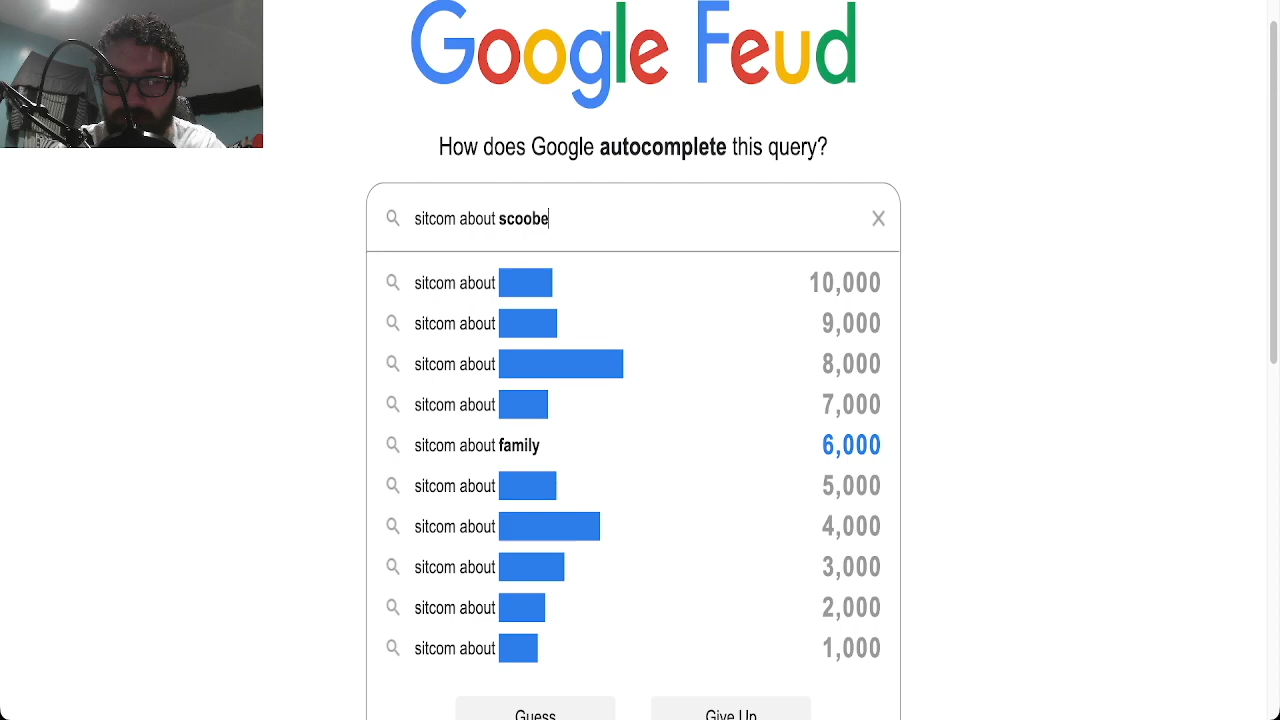 Google Feud
How does Google autocomplete this query?
sitcom about scoobe
sitcom about 10,000
sitcom about 9,000
sitcom about 8,000
sitcom about 7,000
sitcom about family 6,000
sitcom about 5,000
sitcom about 4,000
sitcom about 3,000
sitcom about 2,000
sitcom about 1,000
Guess Give Up